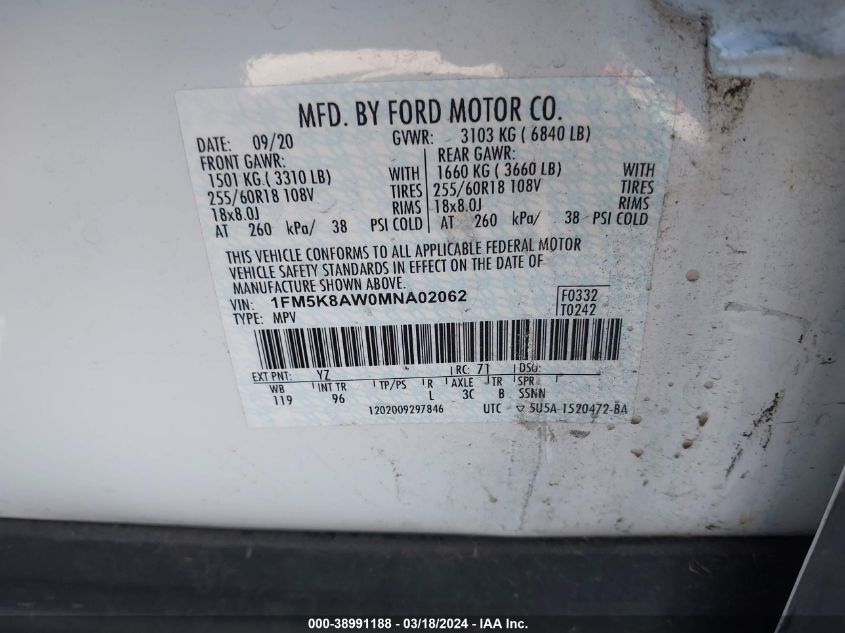 MFD. BY FORD MOTOR CO.
DATE: 09/20 GVWR: 3103 KG ( 6840 LB)
FRONT GAWR: REAR GAWR:
1501 KG.( 3310 LB) WITH 1660 KG ( 3660 LB) WITH
255/60R18 108V TIRES 255/60R18 108V TIRES
18x8.0J RIMS 18x8.0J RIMS
AT 260 kPa/ 38 PSI COLD AT 260 kPa/ 38 PSI COLD
THIS VEHICLE CONFORMS TO ALL APPLICABLE FEDERAL MOTOR
VEHICLE SAFETY STANDARDS IN EFFECT ON THE DATE OF
MANUFACTURE SHOWN ABOVE.
VIN: 1FM5K8AW0MNA02062 F0332
TYPE: MPV T0242
EXT PNT: YZ RC: 71 DSO:
WB INT TR TP/PS R AXLE TR SPR
119 96 L 3C B SSNN
1202009297846 UTC ▽ 5U5A-1520472-BA
000-38991188 — 03/18/2024 — IAA Inc.